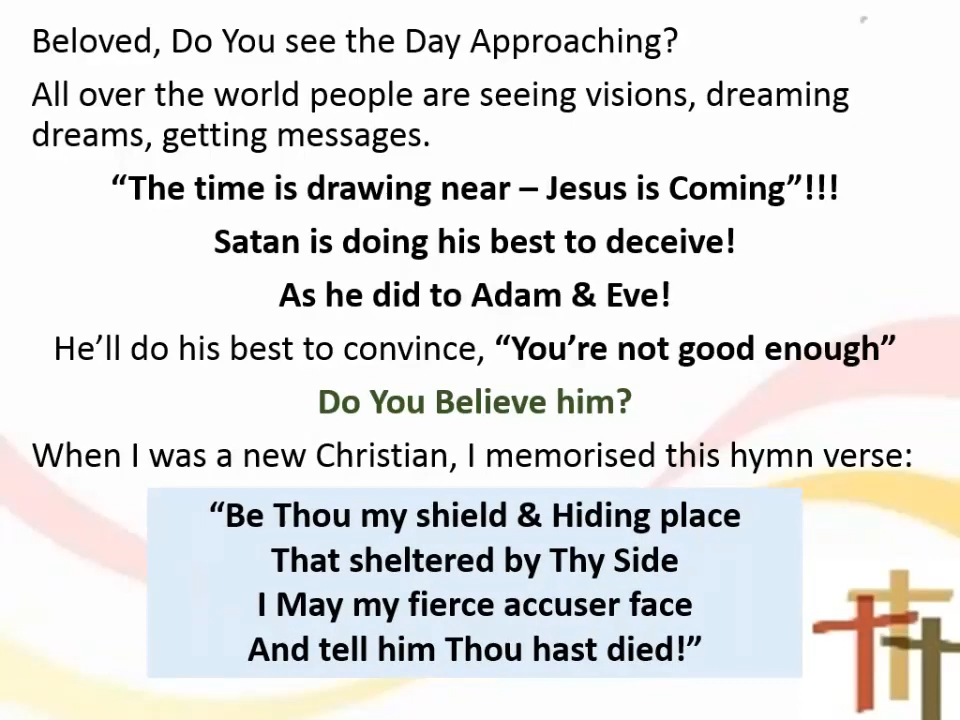 Beloved, Do You see the Day Approaching?
All over the world people are seeing visions, dreaming
dreams, getting messages.
“The time is drawing near – Jesus is Coming”!!!
Satan is doing his best to deceive!
As he did to Adam & Eve!
He’ll do his best to convince, “You’re not good enough”
Do You Believe him?
When I was a new Christian, I memorised this hymn verse:
“Be Thou my shield & Hiding place
That sheltered by Thy Side
I May my fierce accuser face
And tell him Thou hast died!”